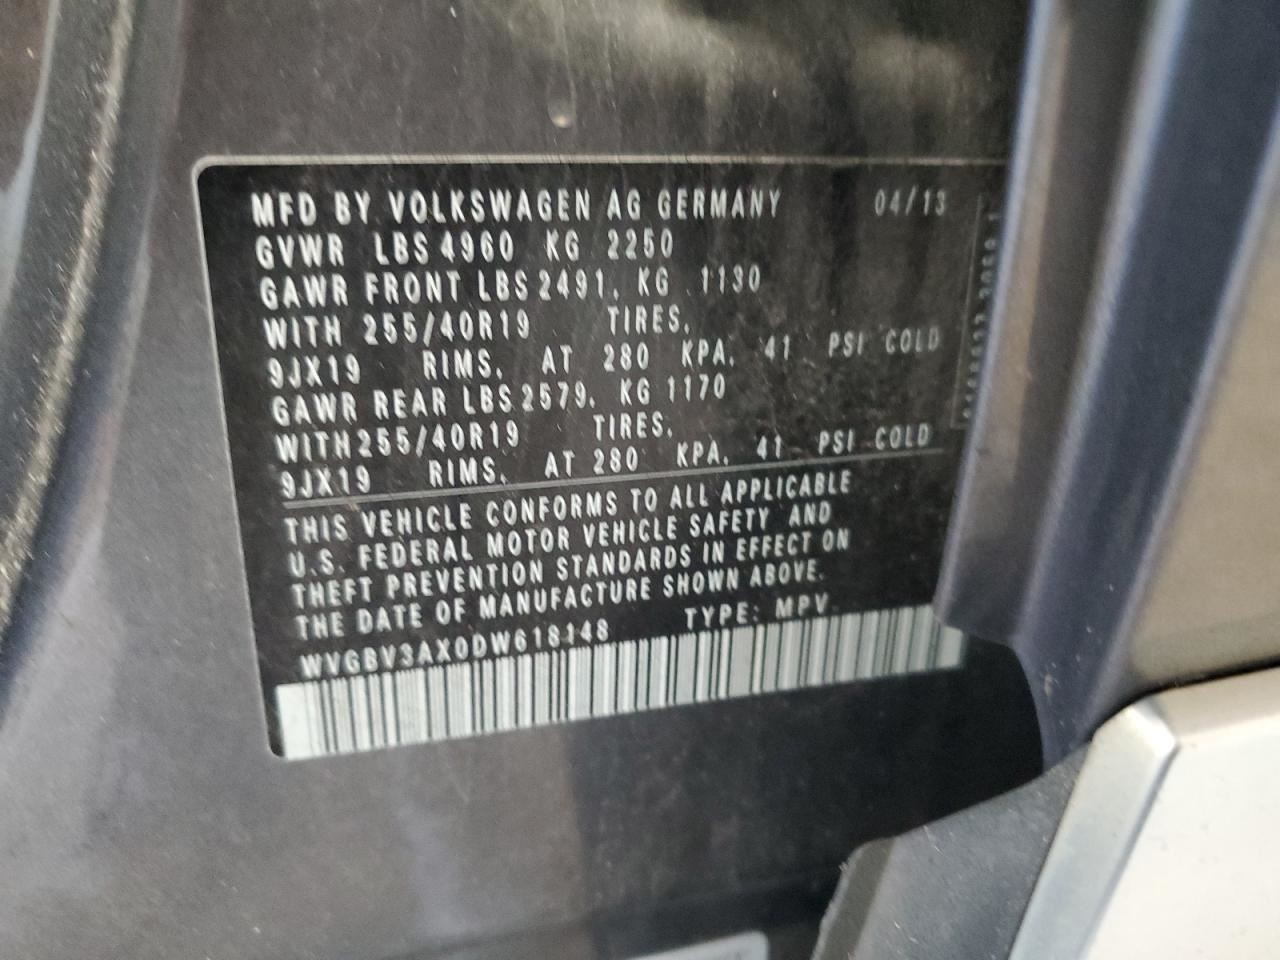 MFD BY VOLKSWAGEN AG GERMANY 04/13
GVWR LBS 4960 KG 2250
GAWR FRONT LBS 2491, KG 1130
WITH 255/40R19 TIRES,
9JX19 RIMS, AT 280 KPA, 41 PSI COLD
GAWR REAR LBS 2579, KG 1170
WITH 255/40R19 TIRES,
9JX19 RIMS, AT 280 KPA, 41 PSI COLD
THIS VEHICLE CONFORMS TO ALL APPLICABLE
U.S. FEDERAL MOTOR VEHICLE SAFETY AND
THEFT PREVENTION STANDARDS IN EFFECT ON
THE DATE OF MANUFACTURE SHOWN ABOVE.
WVGBV3AX0DW618148 TYPE: MPV